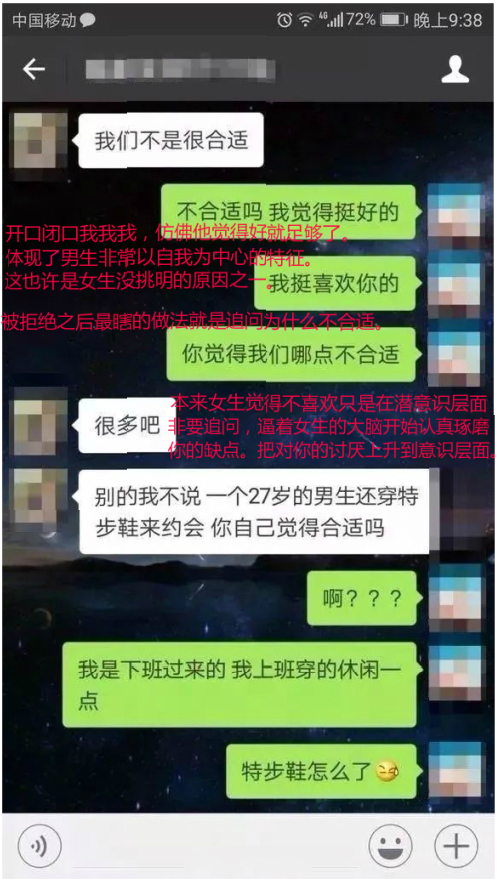 中国移动 4G 72% 晚上9:38
我们不是很合适
不合适吗 我觉得挺好的
开口闭口我我我，仿佛他觉得好就足够了。
体现了男生非常以自我为中心的特征。
这也许是女生没挑明的原因之一。
我挺喜欢你的
被拒绝之后最瞎的做法就是追问为什么不合适。
你觉得我们哪点不合适
本来女生觉得不喜欢只是在潜意识层面
非要追问，逼着女生的大脑开始认真琢磨
你的缺点。把对你的讨厌上升到意识层面。
很多吧
别的我不说 一个27岁的男生还穿特
步鞋来约会 你自己觉得合适吗
啊？？？
我是下班过来的 我上班穿的休闲一
点
特步鞋怎么了